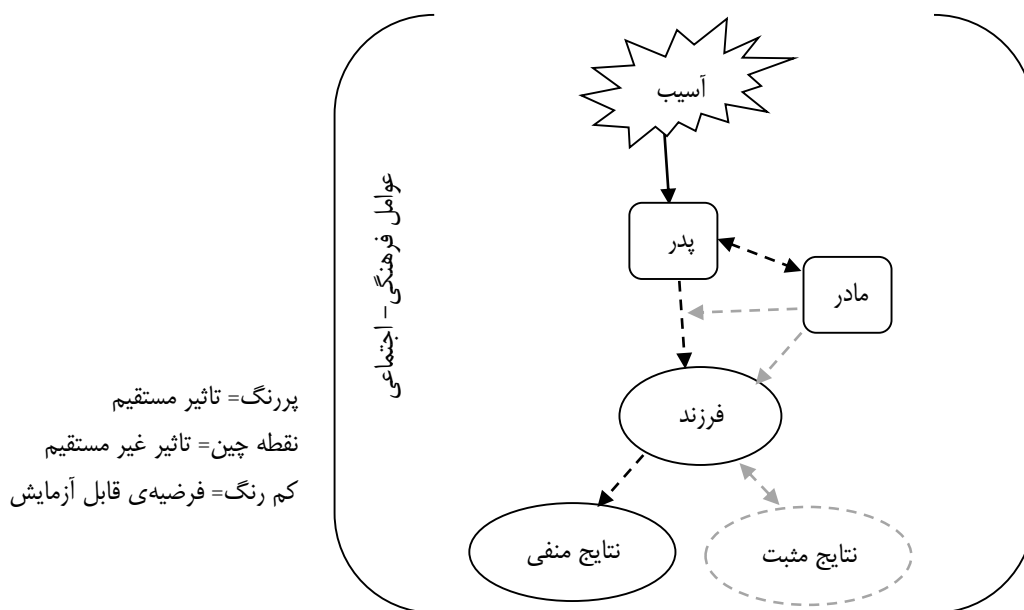 آسیب
پدر
مادر
فرزند
نتایج مثبت
نتایج منفی
عوامل فرهنگی- اجتماعی
پررنگ= تاثیر مستقیم
نقطه چین= تاثیر غیر مستقیم
کم رنگ= فرضیه‌ی قابل آزمایش